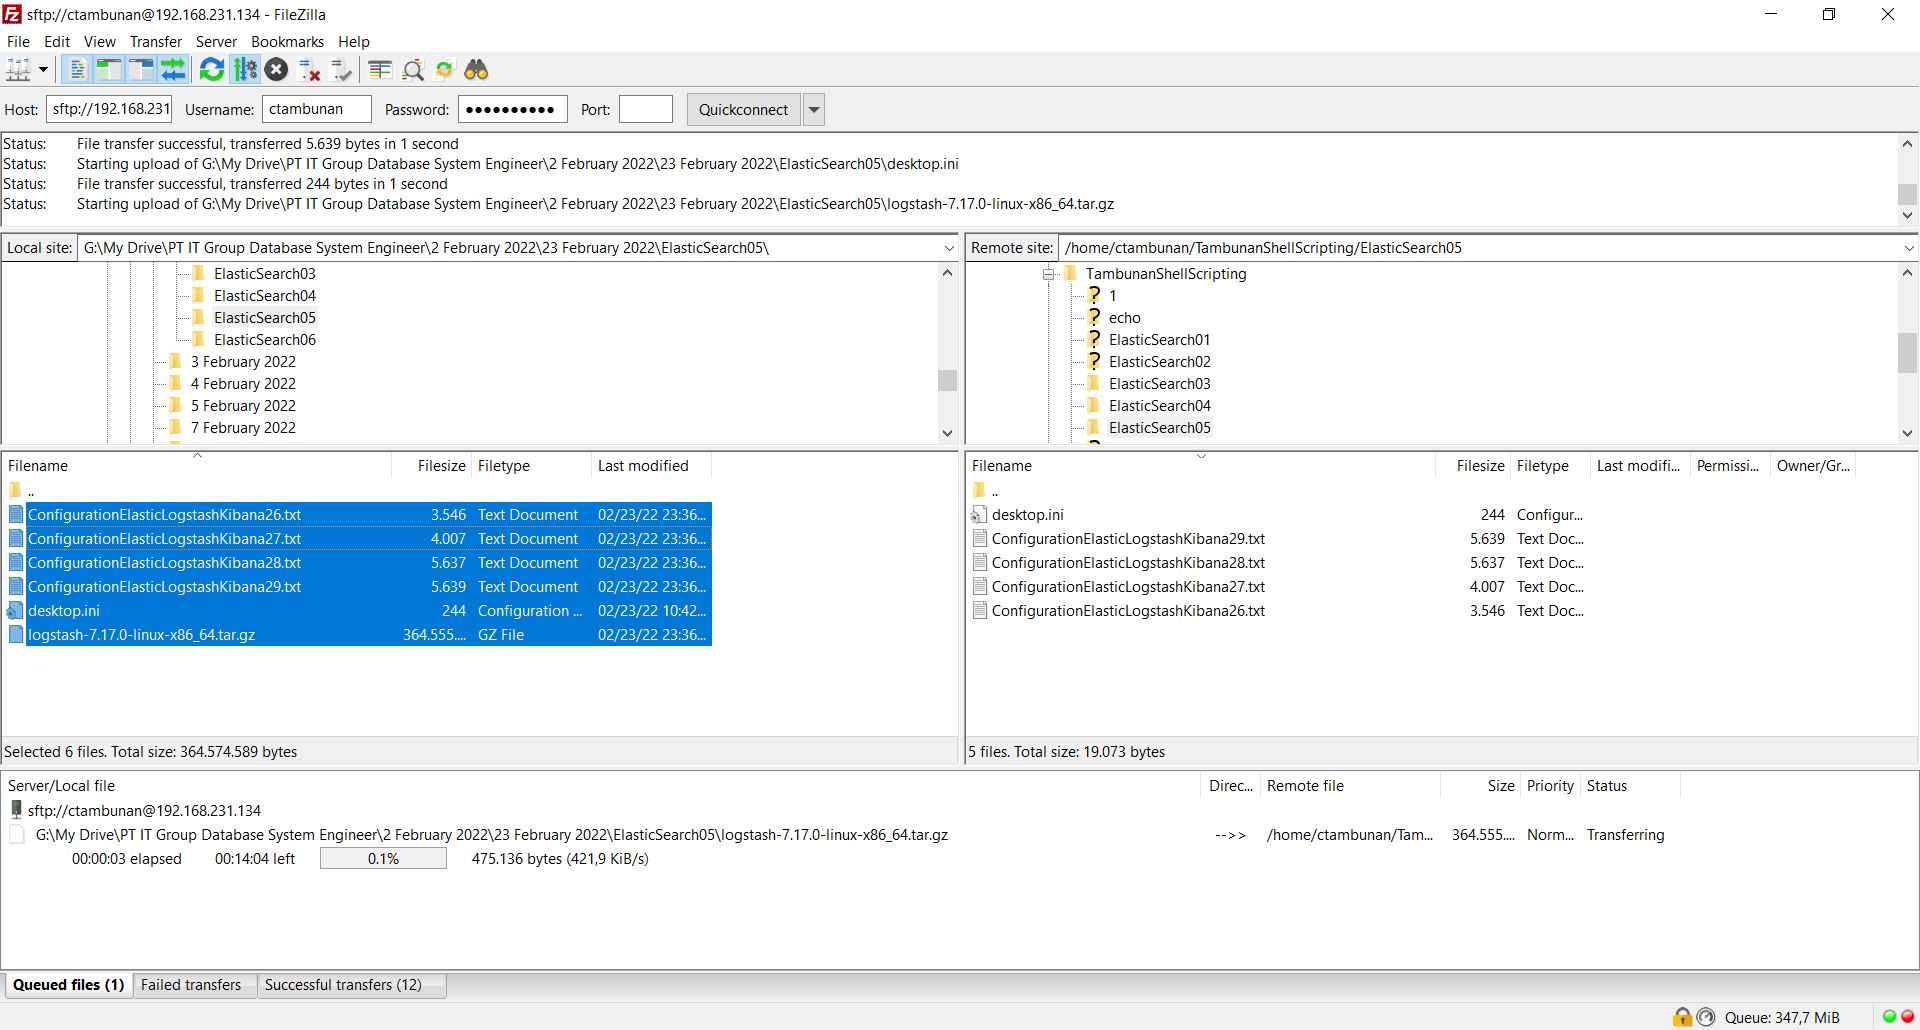 sftp://ctambunan@192.168.231.134 - FileZilla
File Edit View Transfer Server Bookmarks Help
Host: sftp://192.168.231 Username: ctambunan Password: ●●●●●●●●●● Port: Quickconnect
Status: File transfer successful, transferred 5.639 bytes in 1 second
Status: Starting upload of G:\My Drive\PT IT Group Database System Engineer\2 February 2022\23 February 2022\ElasticSearch05\desktop.ini
Status: File transfer successful, transferred 244 bytes in 1 second
Status: Starting upload of G:\My Drive\PT IT Group Database System Engineer\2 February 2022\23 February 2022\ElasticSearch05\logstash-7.17.0-linux-x86_64.tar.gz
Local site: G:\My Drive\PT IT Group Database System Engineer\2 February 2022\23 February 2022\ElasticSearch05\
ElasticSearch03
ElasticSearch04
ElasticSearch05
ElasticSearch06
3 February 2022
4 February 2022
5 February 2022
7 February 2022
Filename Filesize Filetype Last modified
..
ConfigurationElasticLogstashKibana26.txt 3.546 Text Document 02/23/22 23:36...
ConfigurationElasticLogstashKibana27.txt 4.007 Text Document 02/23/22 23:36...
ConfigurationElasticLogstashKibana28.txt 5.637 Text Document 02/23/22 23:36...
ConfigurationElasticLogstashKibana29.txt 5.639 Text Document 02/23/22 23:36...
desktop.ini 244 Configuration ... 02/23/22 10:42...
logstash-7.17.0-linux-x86_64.tar.gz 364.555.... GZ File 02/23/22 23:36...
Selected 6 files. Total size: 364.574.589 bytes
Remote site: /home/ctambunan/TambunanShellScripting/ElasticSearch05
TambunanShellScripting
? 1
? echo
? ElasticSearch01
? ElasticSearch02
ElasticSearch03
ElasticSearch04
ElasticSearch05
Filename Filesize Filetype Last modifi... Permissi... Owner/Gr...
..
desktop.ini 244 Configur...
ConfigurationElasticLogstashKibana29.txt 5.639 Text Doc...
ConfigurationElasticLogstashKibana28.txt 5.637 Text Doc...
ConfigurationElasticLogstashKibana27.txt 4.007 Text Doc...
ConfigurationElasticLogstashKibana26.txt 3.546 Text Doc...
5 files. Total size: 19.073 bytes
Server/Local file Direc... Remote file Size Priority Status
sftp://ctambunan@192.168.231.134
G:\My Drive\PT IT Group Database System Engineer\2 February 2022\23 February 2022\ElasticSearch05\logstash-7.17.0-linux-x86_64.tar.gz -->> /home/ctambunan/Tam... 364.555.... Norm... Transferring
00:00:03 elapsed 00:14:04 left 0.1% 475.136 bytes (421,9 KiB/s)
Queued files (1) Failed transfers Successful transfers (12)
Queue: 347,7 MiB